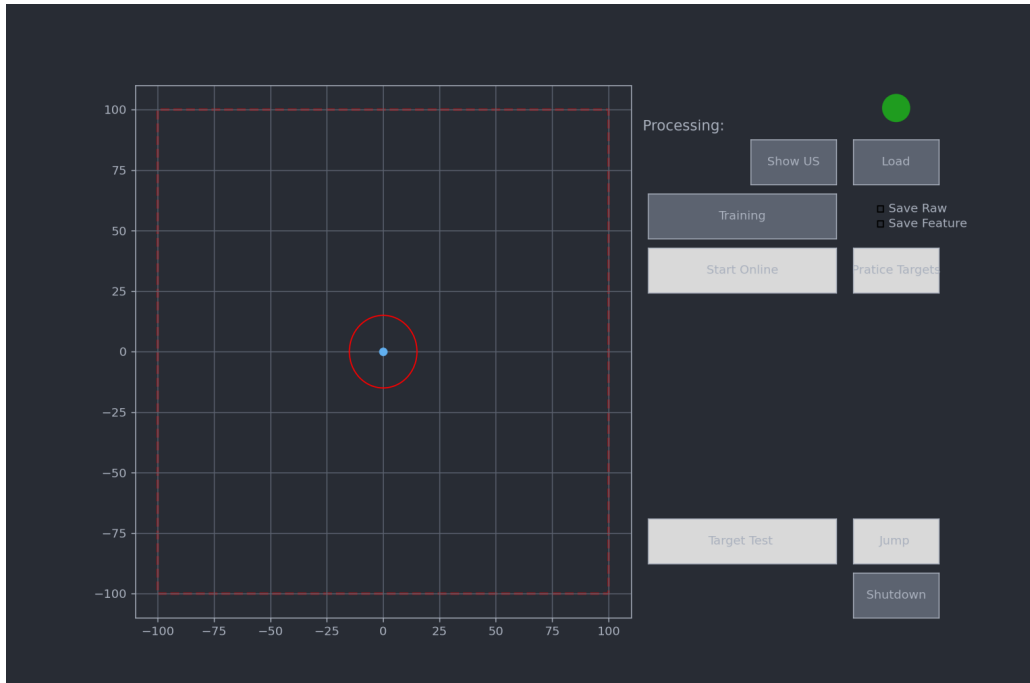 100
75
50
25
0
−25
−50
−75
−100
−100 −75 −50 −25 0 25 50 75 100
Processing:
Show US Load
Training
Save Raw
Save Feature
Start Online Pratice Targets
Target Test Jump
Shutdown